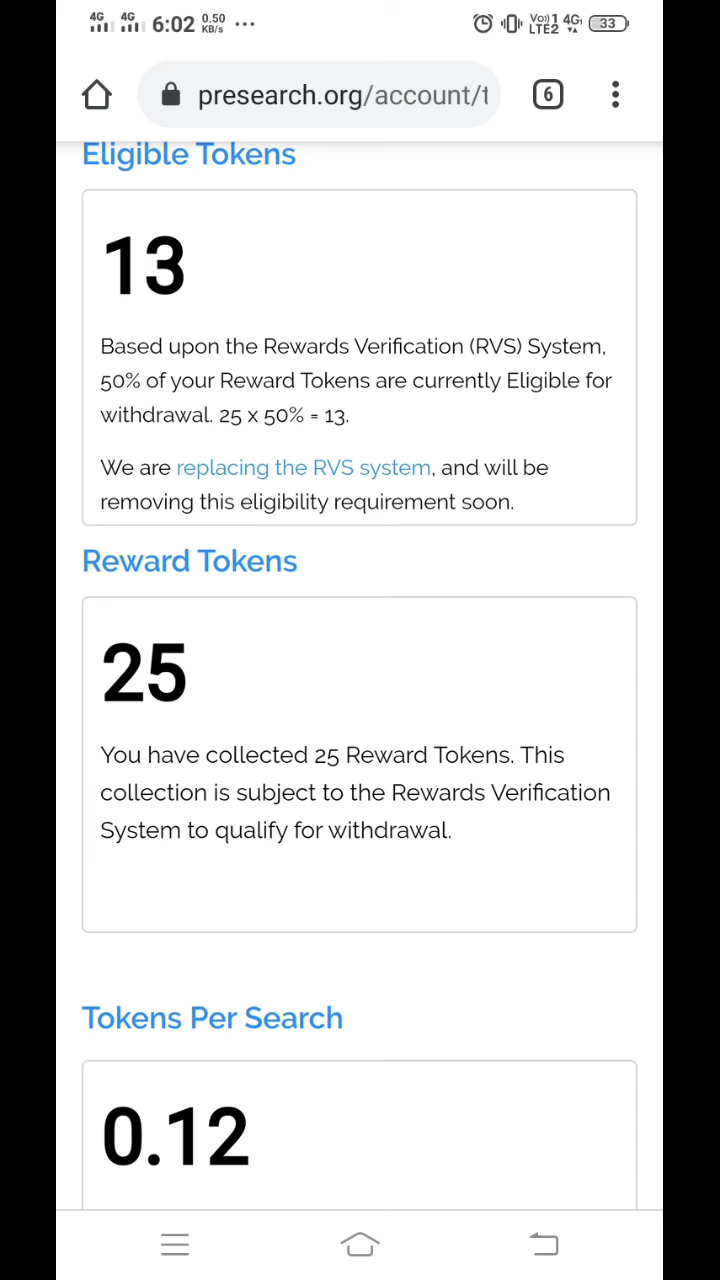 4G 4G 6:02 0.50 KB/s ... Vo)) 1 4G LTE2 33
presearch.org/account/t 6
Eligible Tokens
13
Based upon the Rewards Verification (RVS) System,
50% of your Reward Tokens are currently Eligible for
withdrawal. 25 x 50% = 13.
We are replacing the RVS system, and will be
removing this eligibility requirement soon.
Reward Tokens
25
You have collected 25 Reward Tokens. This
collection is subject to the Rewards Verification
System to qualify for withdrawal.
Tokens Per Search
0.12